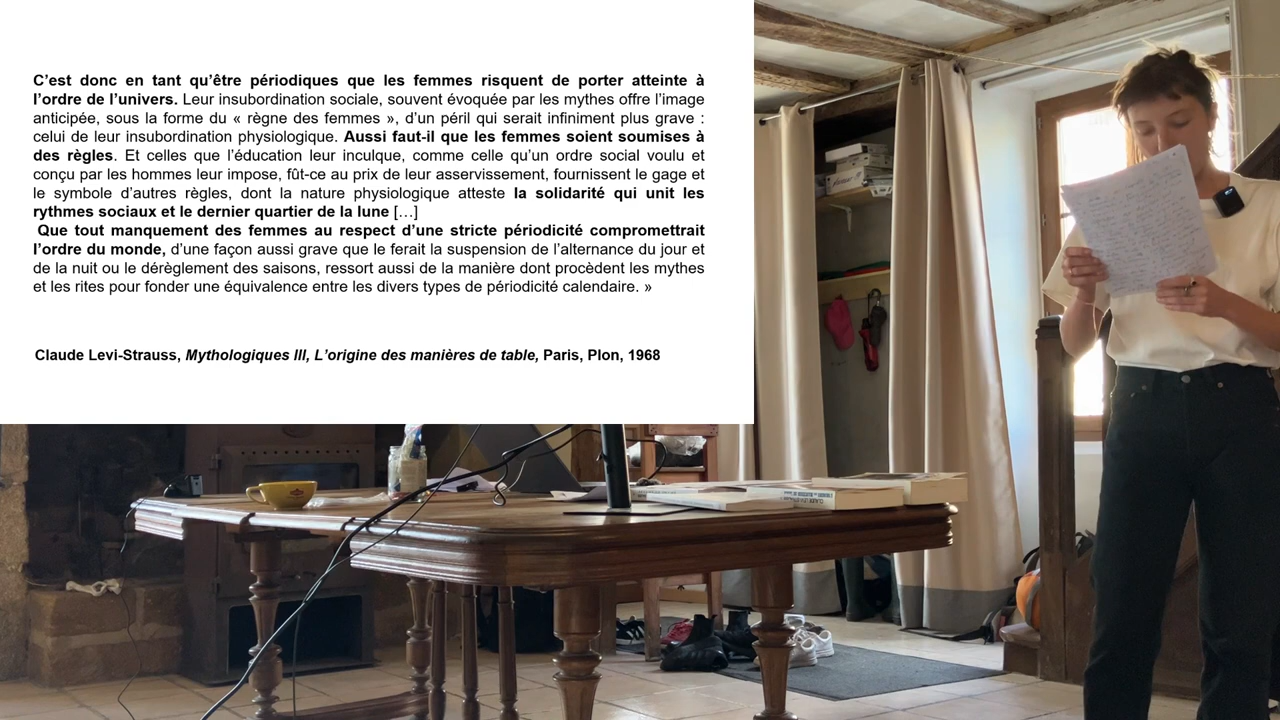 C’est donc en tant qu’être périodiques que les femmes risquent de porter atteinte à
l’ordre de l’univers. Leur insubordination sociale, souvent évoquée par les mythes offre l’image
anticipée, sous la forme du « règne des femmes », d’un péril qui serait infiniment plus grave :
celui de leur insubordination physiologique. Aussi faut-il que les femmes soient soumises à
des règles. Et celles que l’éducation leur inculque, comme celle qu’un ordre social voulu et
conçu par les hommes leur impose, fût-ce au prix de leur asservissement, fournissent le gage et
le symbole d’autres règles, dont la nature physiologique atteste la solidarité qui unit les
rythmes sociaux et le dernier quartier de la lune […]
Que tout manquement des femmes au respect d’une stricte périodicité compromettrait
l’ordre du monde, d’une façon aussi grave que le ferait la suspension de l’alternance du jour et
de la nuit ou le dérèglement des saisons, ressort aussi de la manière dont procèdent les mythes
et les rites pour fonder une équivalence entre les divers types de périodicité calendaire. »
Claude Levi-Strauss, Mythologiques III, L’origine des manières de table, Paris, Plon, 1968